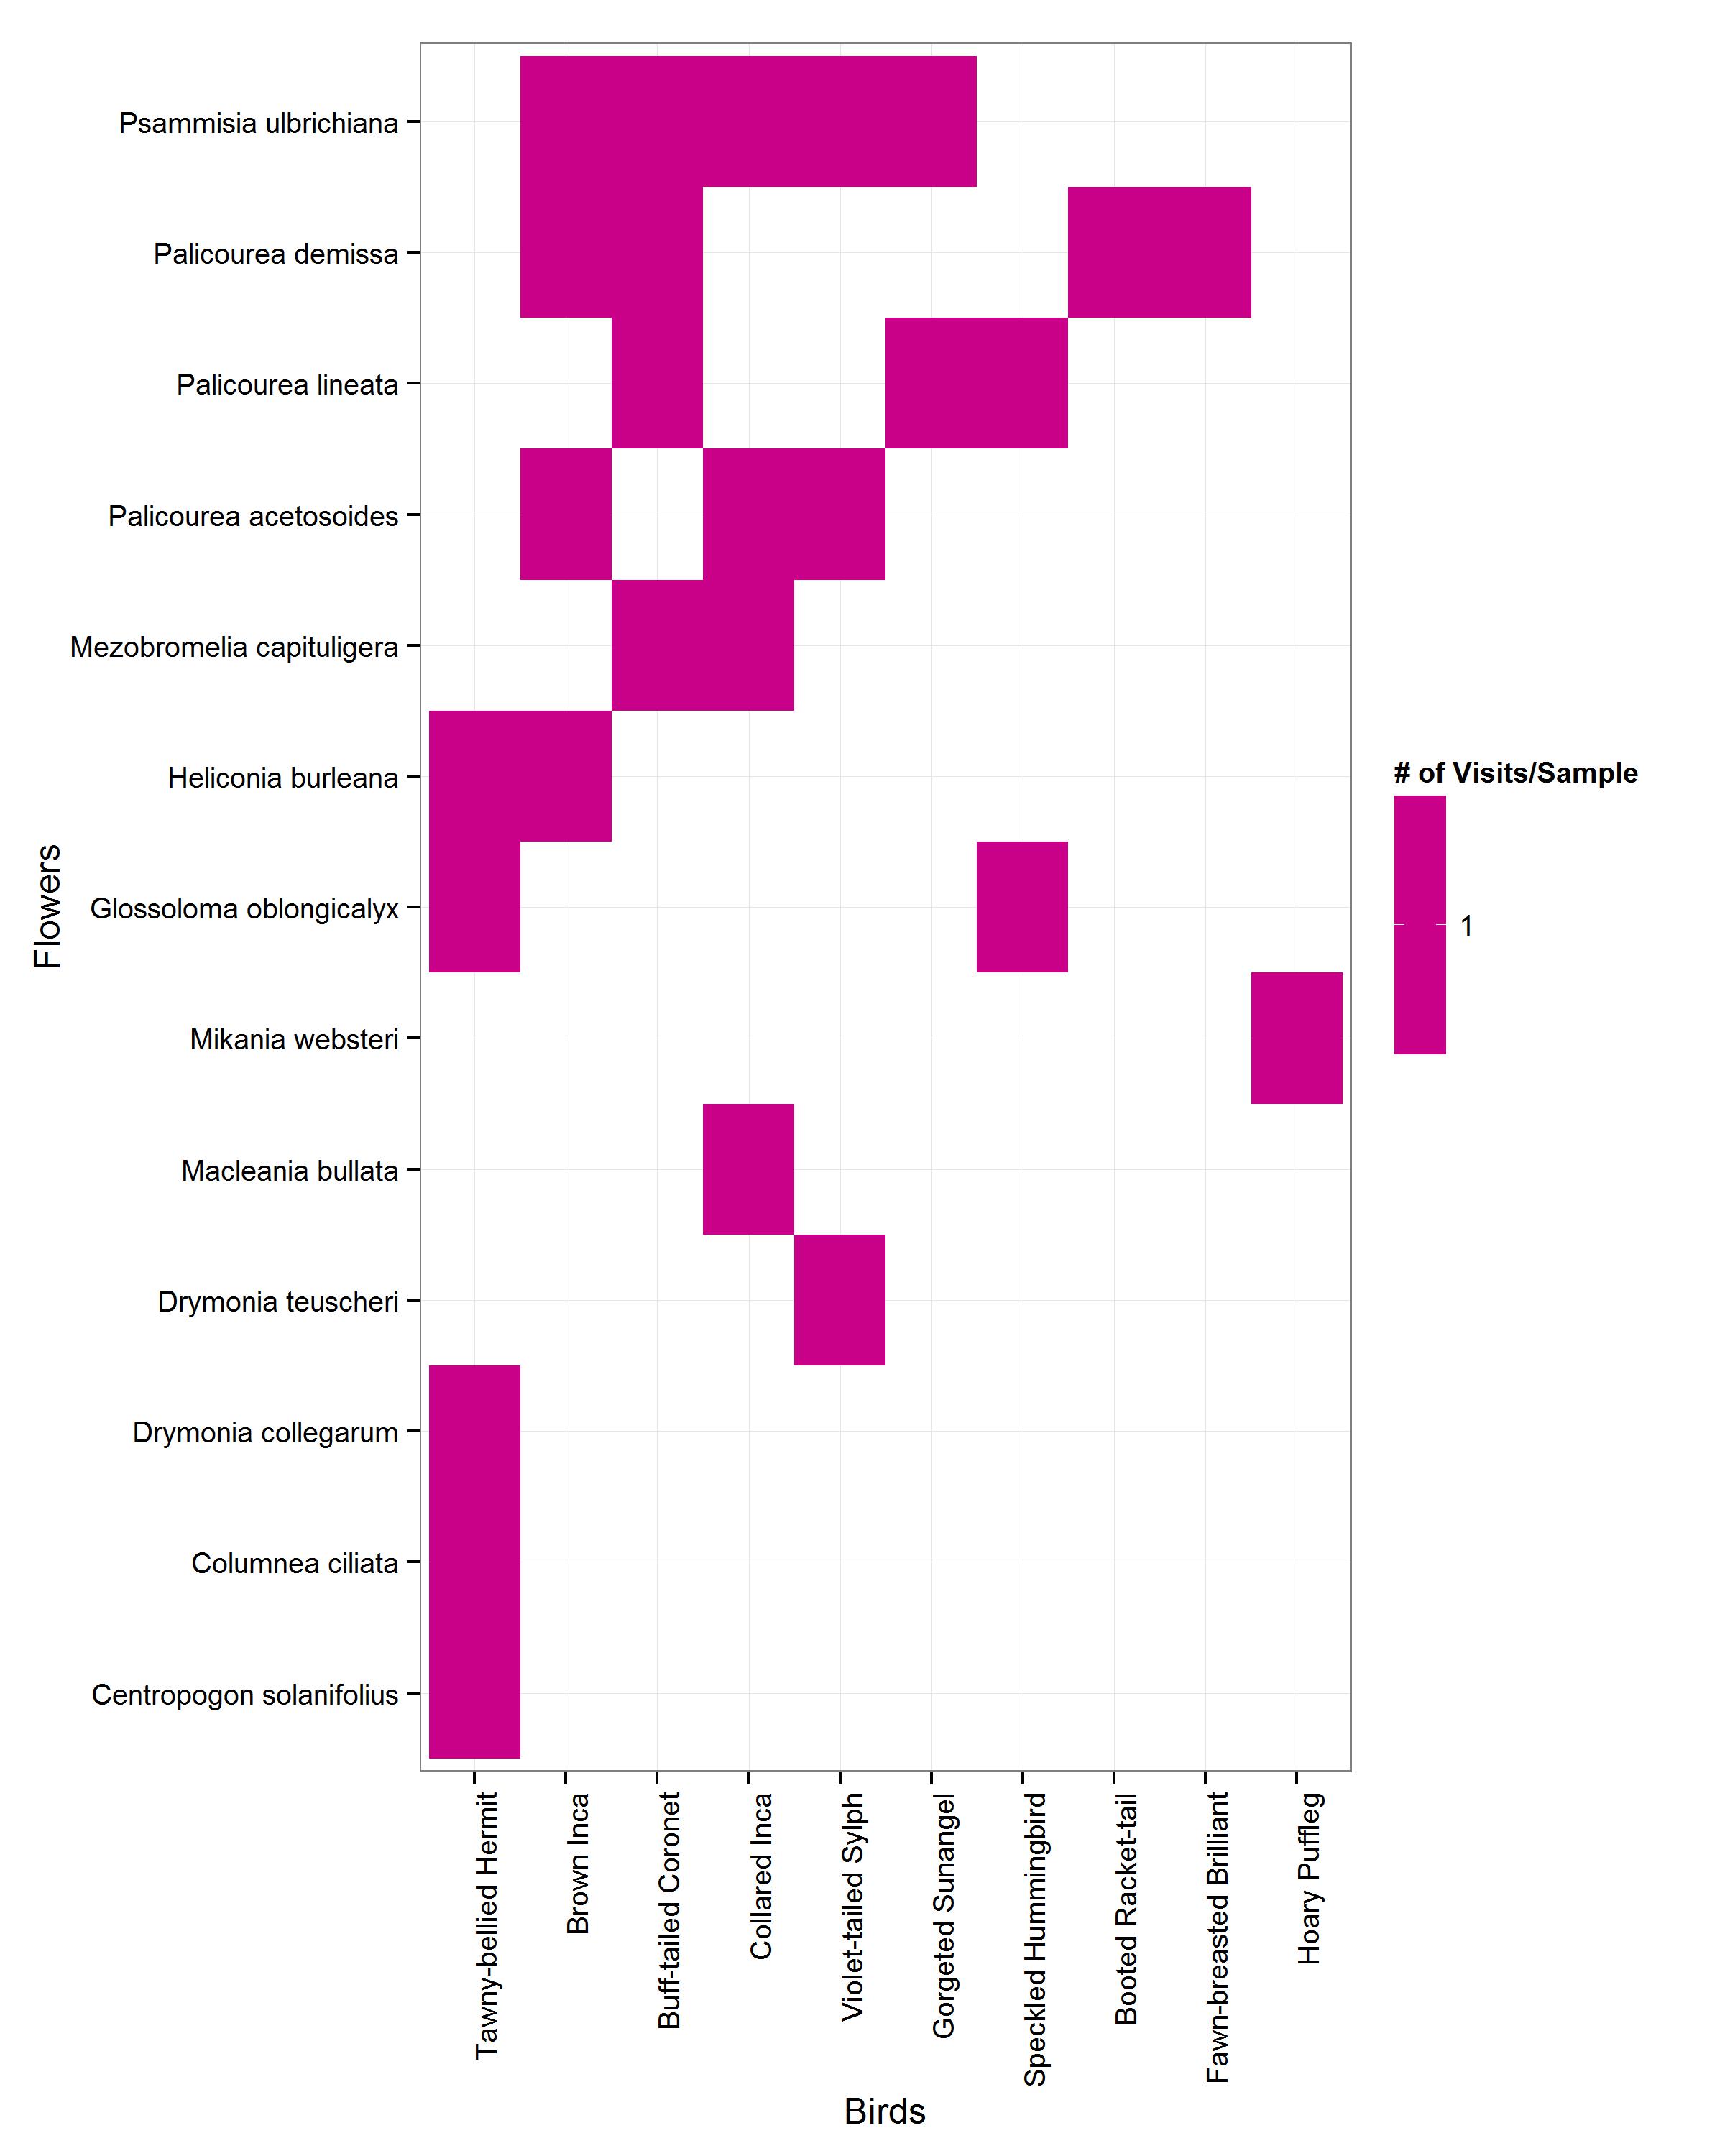 Psammisia ulbrichiana
Palicourea demissa
Palicourea lineata
Palicourea acetosoides
Mezobromelia capituligera
Heliconia burleana
Glossoloma oblongicalyx
Mikania websteri
Macleania bullata
Drymonia teuscheri
Drymonia collegarum
Columnea ciliata
Centropogon solanifolius
Flowers
# of Visits/Sample
1
Tawny-bellied Hermit
Brown Inca
Buff-tailed Coronet
Collared Inca
Violet-tailed Sylph
Gorgeted Sunangel
Speckled Hummingbird
Booted Racket-tail
Fawn-breasted Brilliant
Hoary Puffleg
Birds